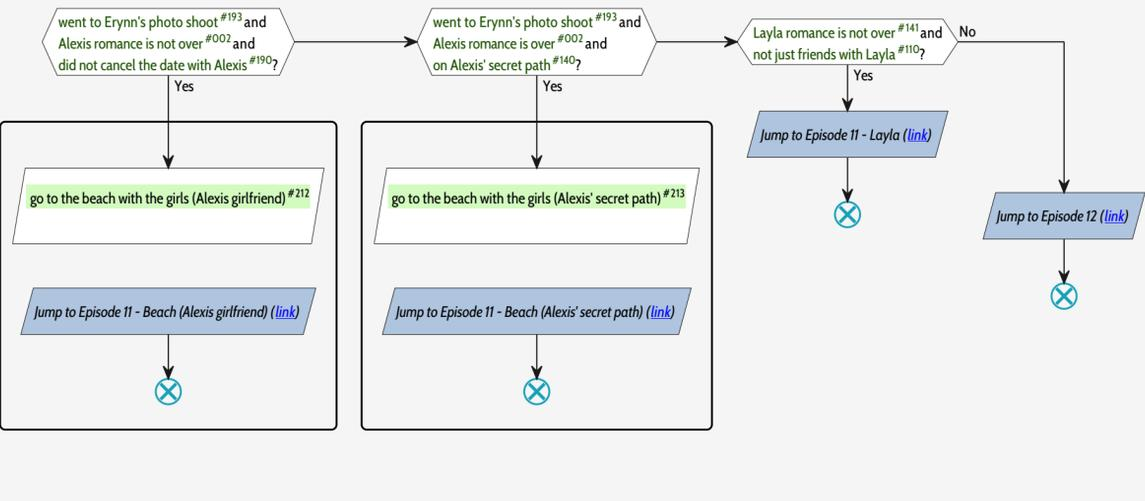 went to Erynn's photo shoot #193 and
Alexis romance is not over #002 and
did not cancel the date with Alexis #190?
Yes
go to the beach with the girls (Alexis girlfriend) #212
Jump to Episode 11 - Beach (Alexis girlfriend) (link)
went to Erynn's photo shoot #193 and
Alexis romance is over #002 and
on Alexis' secret path #140?
Yes
go to the beach with the girls (Alexis' secret path) #213
Jump to Episode 11 - Beach (Alexis' secret path) (link)
Layla romance is not over #141 and
not just friends with Layla #110?
No
Yes
Jump to Episode 11 - Layla (link)
Jump to Episode 12 (link)